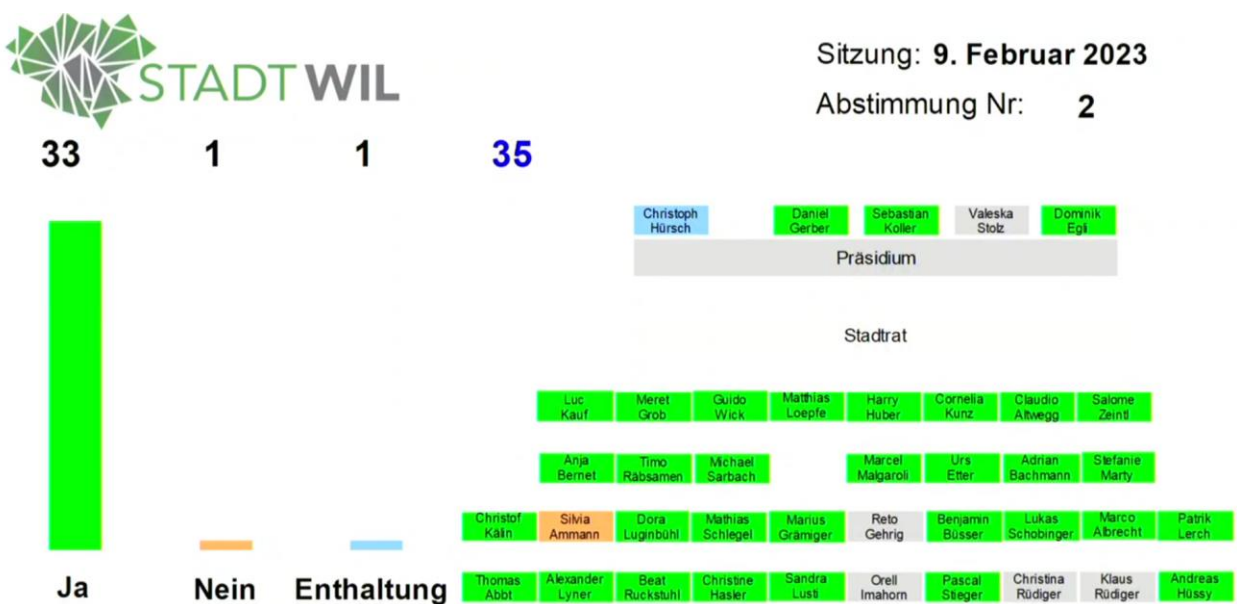 STADT WIL
Sitzung: 9. Februar 2023
Abstimmung Nr: 2
33 1 1 35
Christoph Hürsch
Daniel Gerber
Sebastian Koller
Valeska Stolz
Dominik Egli
Präsidium
Stadtrat
Luc Kauf
Meret Grob
Guido Wick
Matthias Loepfe
Harry Huber
Cornelia Kunz
Claudio Altwegg
Salome Zeintl
Anja Bernet
Timo Räbsamen
Michael Sarbach
Marcel Malgaroli
Urs Etter
Adrian Bachmann
Stefanie Marty
Christof Kälin
Silvia Ammann
Dora Luginbühl
Mathias Schlegel
Marius Grämiger
Reto Gehrig
Benjamin Büsser
Lukas Schobinger
Marco Albrecht
Patrik Lerch
Thomas Abbt
Alexander Lyner
Beat Ruckstuhl
Christine Hasler
Sandra Lusti
Orell Imahorn
Pascal Stieger
Christina Rüdiger
Klaus Rüdiger
Andreas Hüssy
Ja Nein Enthaltung